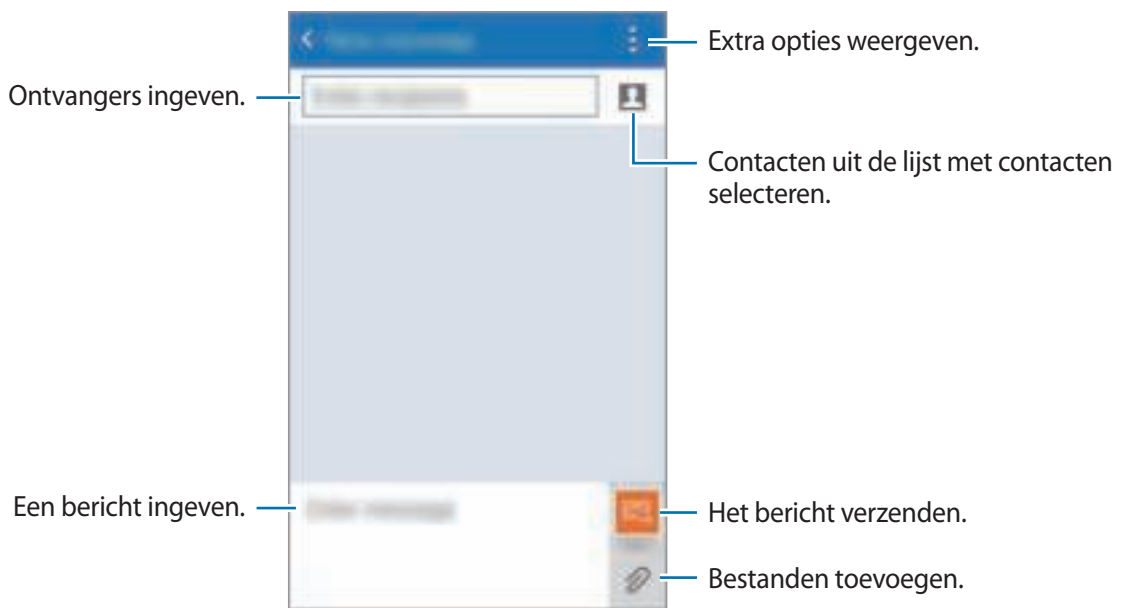 Extra opties weergeven.
Ontvangers ingeven.
Contacten uit de lijst met contacten
selecteren.
Een bericht ingeven.
Het bericht verzenden.
Bestanden toevoegen.